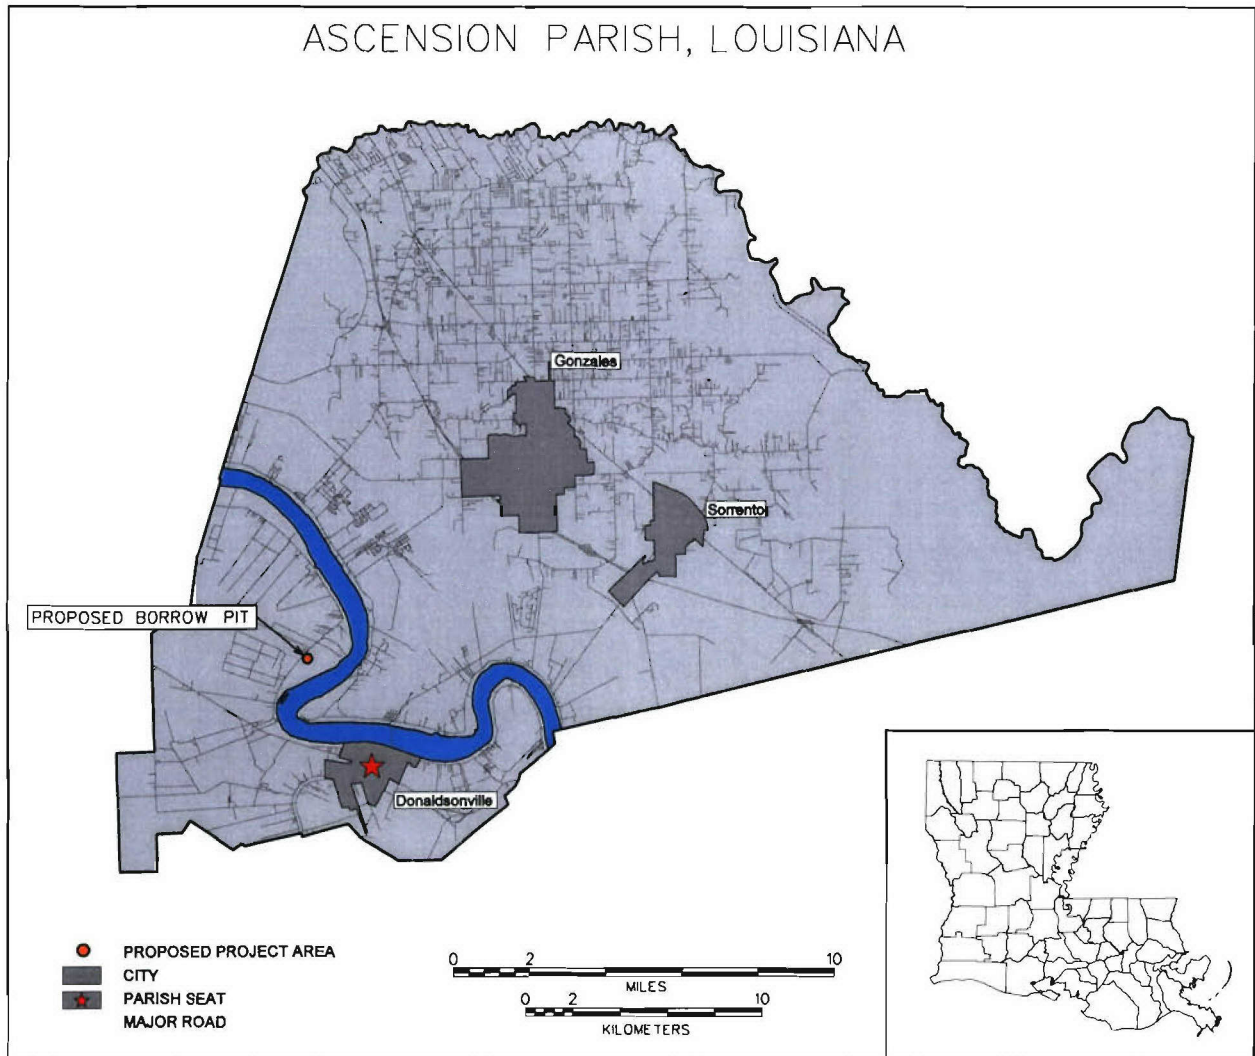 ASCENSION PARISH, LOUISIANA
Gonzales
Sorrento
PROPOSED BORROW PIT
Donaldsonville
PROPOSED PROJECT AREA
CITY
PARISH SEAT
MAJOR ROAD
0 2 10
MILES
0 2 10
KILOMETERS